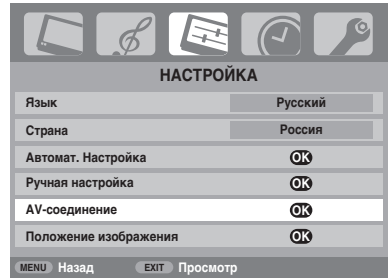 НАСТРОЙКА
Язык Русский
Страна Россия
Автомат. Настройка OK
Ручная настройка OK
AV-соединение OK
Положение изображения OK
MENU Назад EXIT Просмотр